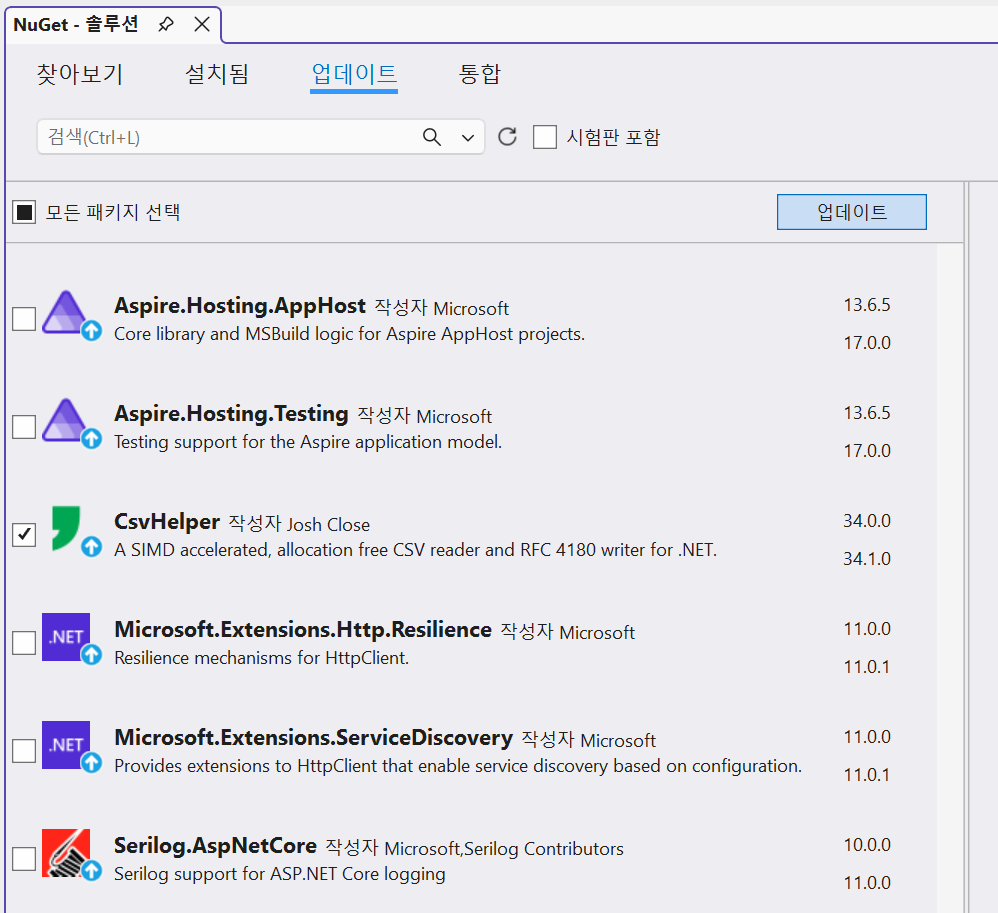 NuGet - 솔루션
찾아보기 설치됨 업데이트 통합
검색(Ctrl+L) 시험판 포함
모든 패키지 선택 업데이트
Aspire.Hosting.AppHost 작성자 Microsoft 13.6.5
Core library and MSBuild logic for Aspire AppHost projects.
17.0.0
Aspire.Hosting.Testing 작성자 Microsoft 13.6.5
Testing support for the Aspire application model.
17.0.0
CsvHelper 작성자 Josh Close 34.0.0
A SIMD accelerated, allocation free CSV reader and RFC 4180 writer for .NET.
34.1.0
.NET
Microsoft.Extensions.Http.Resilience 작성자 Microsoft 11.0.0
Resilience mechanisms for HttpClient.
11.0.1
.NET
Microsoft.Extensions.ServiceDiscovery 작성자 Microsoft 11.0.0
Provides extensions to HttpClient that enable service discovery based on configuration.
11.0.1
Serilog.AspNetCore 작성자 Microsoft,Serilog Contributors 10.0.0
Serilog support for ASP.NET Core logging
11.0.0